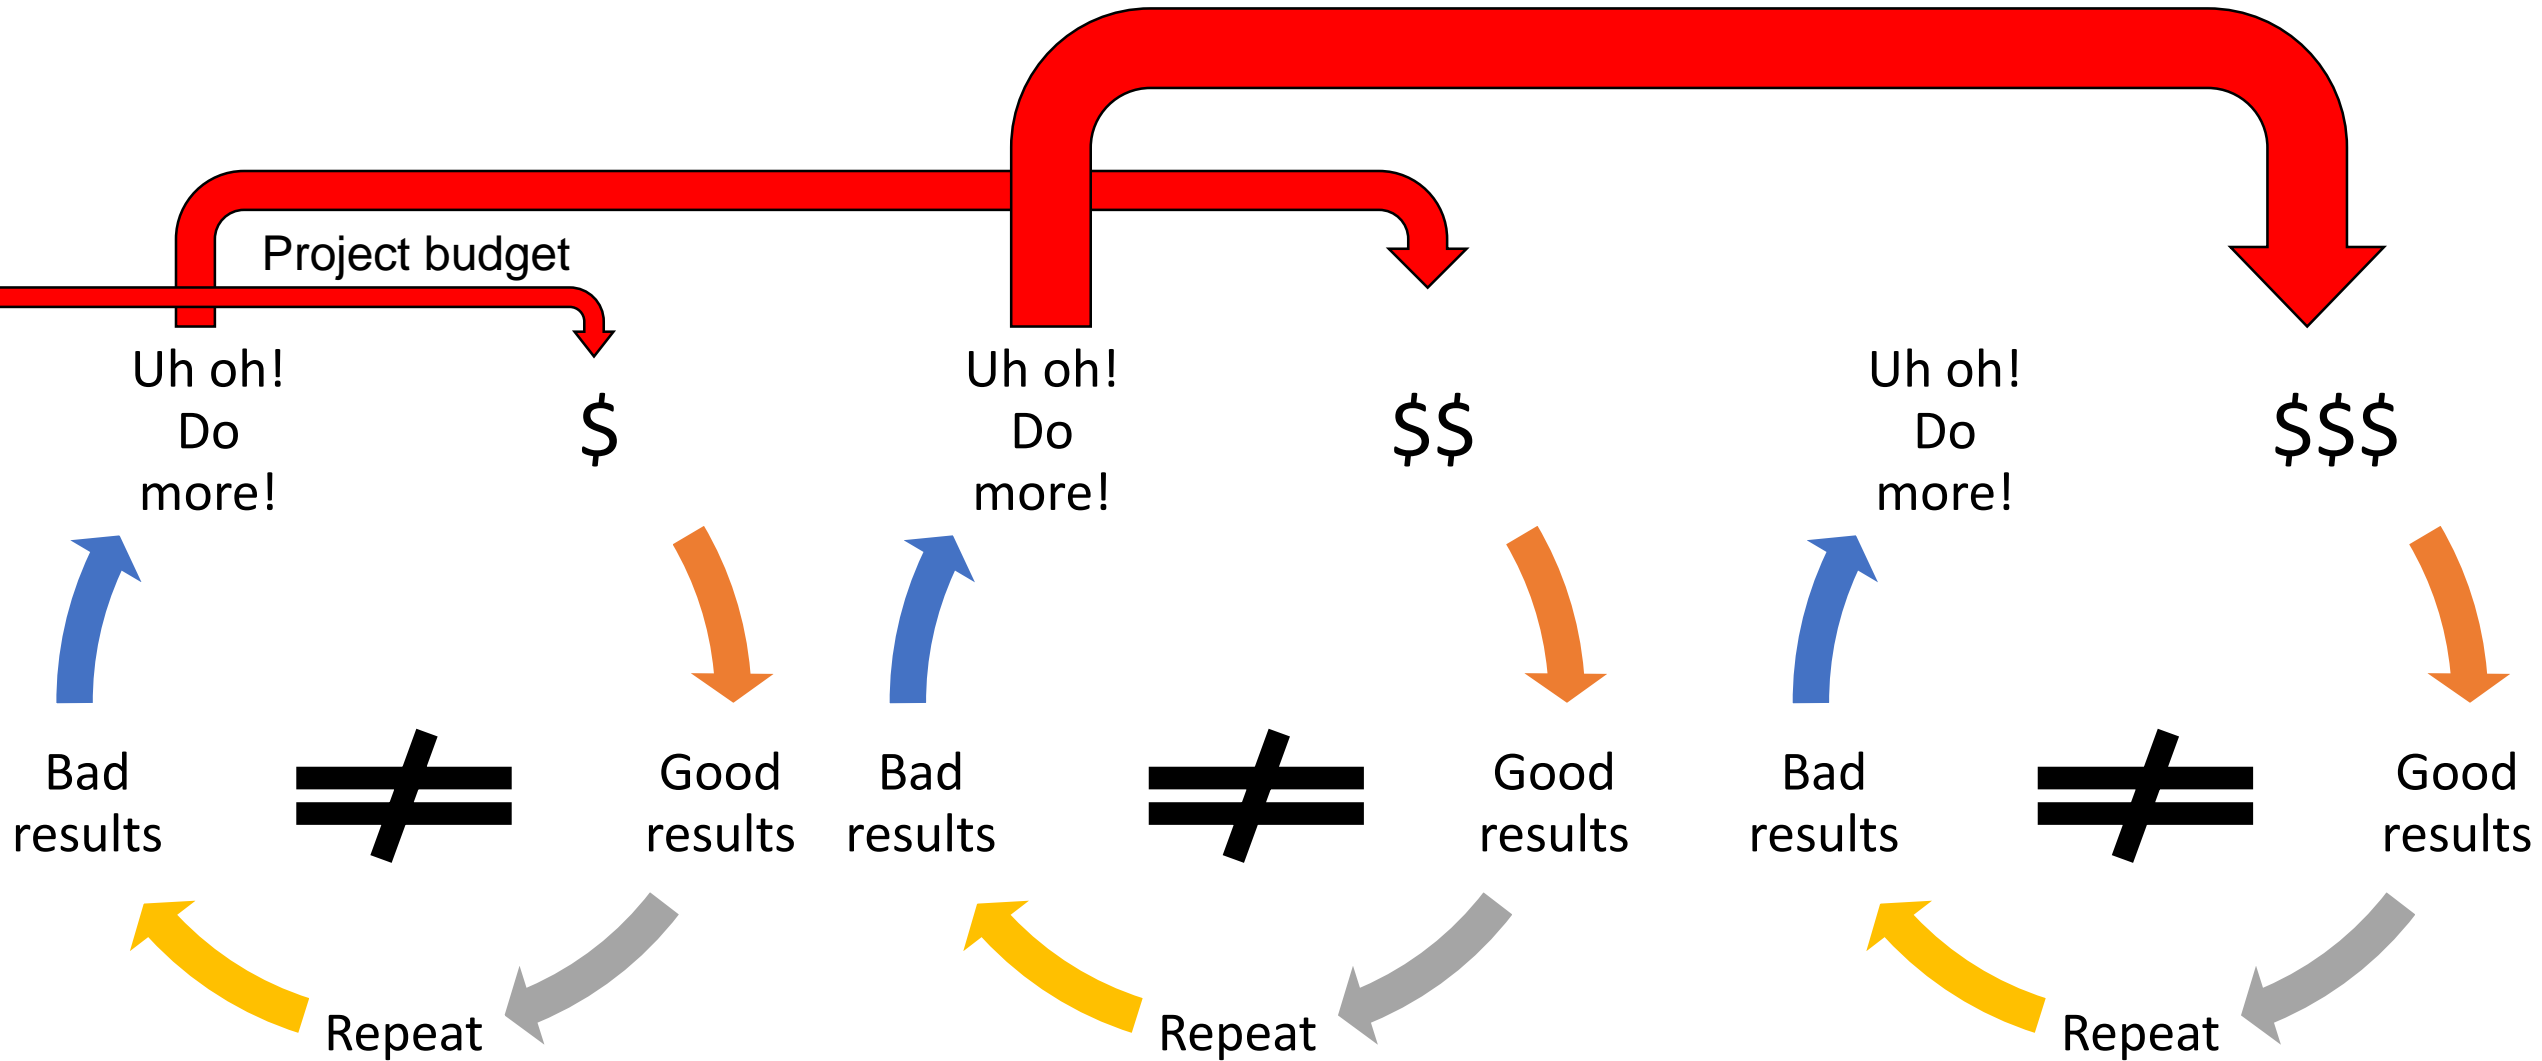 Project budget
Uh oh!
Do
more!
$
Good
results
Repeat
Bad
results
Uh oh!
Do
more!
$$
Good
results
Repeat
Bad
results
Uh oh!
Do
more!
$$$
Good
results
Repeat
Bad
results